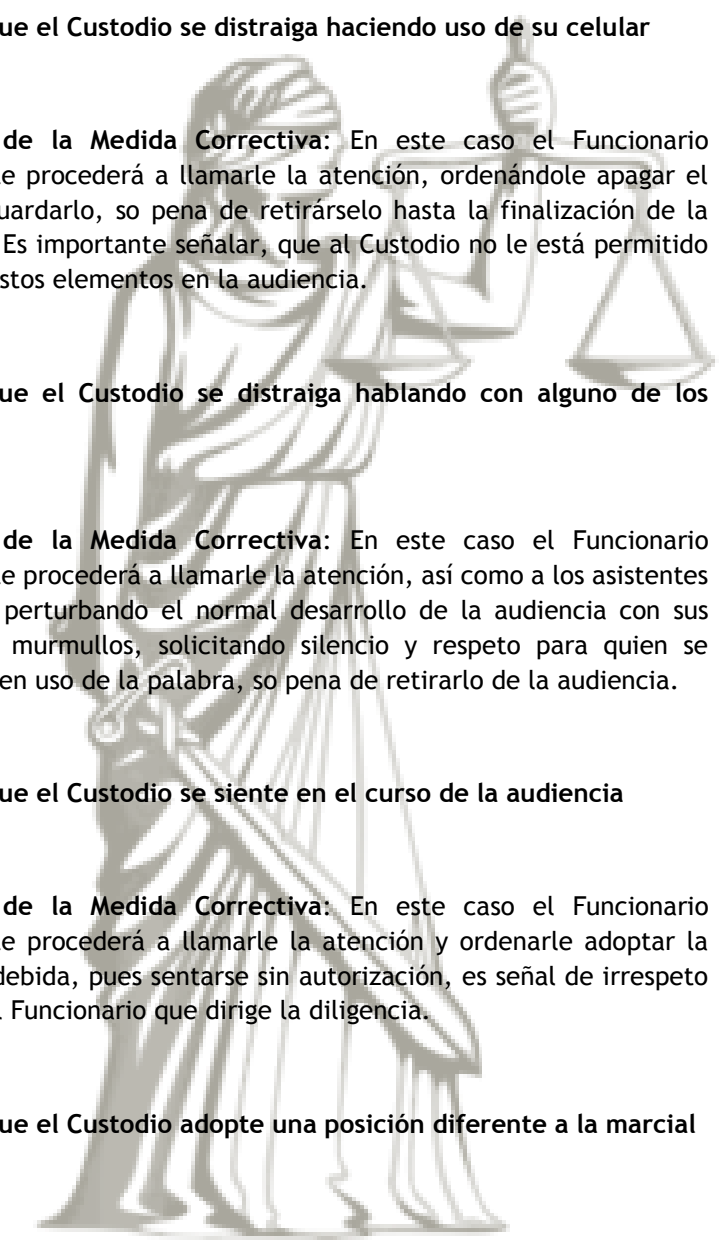 ue el Custodio se distraiga haciendo uso de su celular
de la Medida Correctiva: En este caso el Funcionario
e procederá a llamarle la atención, ordenándole apagar el
uardarlo, so pena de retirárselo hasta la finalización de la
Es importante señalar, que al Custodio no le está permitido
stos elementos en la audiencia.
ue el Custodio se distraiga hablando con alguno de los
de la Medida Correctiva: En este caso el Funcionario
e procederá a llamarle la atención, así como a los asistentes
perturbando el normal desarrollo de la audiencia con sus
murmullos, solicitando silencio y respeto para quien se
en uso de la palabra, so pena de retirarlo de la audiencia.
ue el Custodio se siente en el curso de la audiencia
de la Medida Correctiva: En este caso el Funcionario
e procederá a llamarle la atención y ordenarle adoptar la
debida, pues sentarse sin autorización, es señal de irrespeto
l Funcionario que dirige la diligencia.
ue el Custodio adopte una posición diferente a la marcial